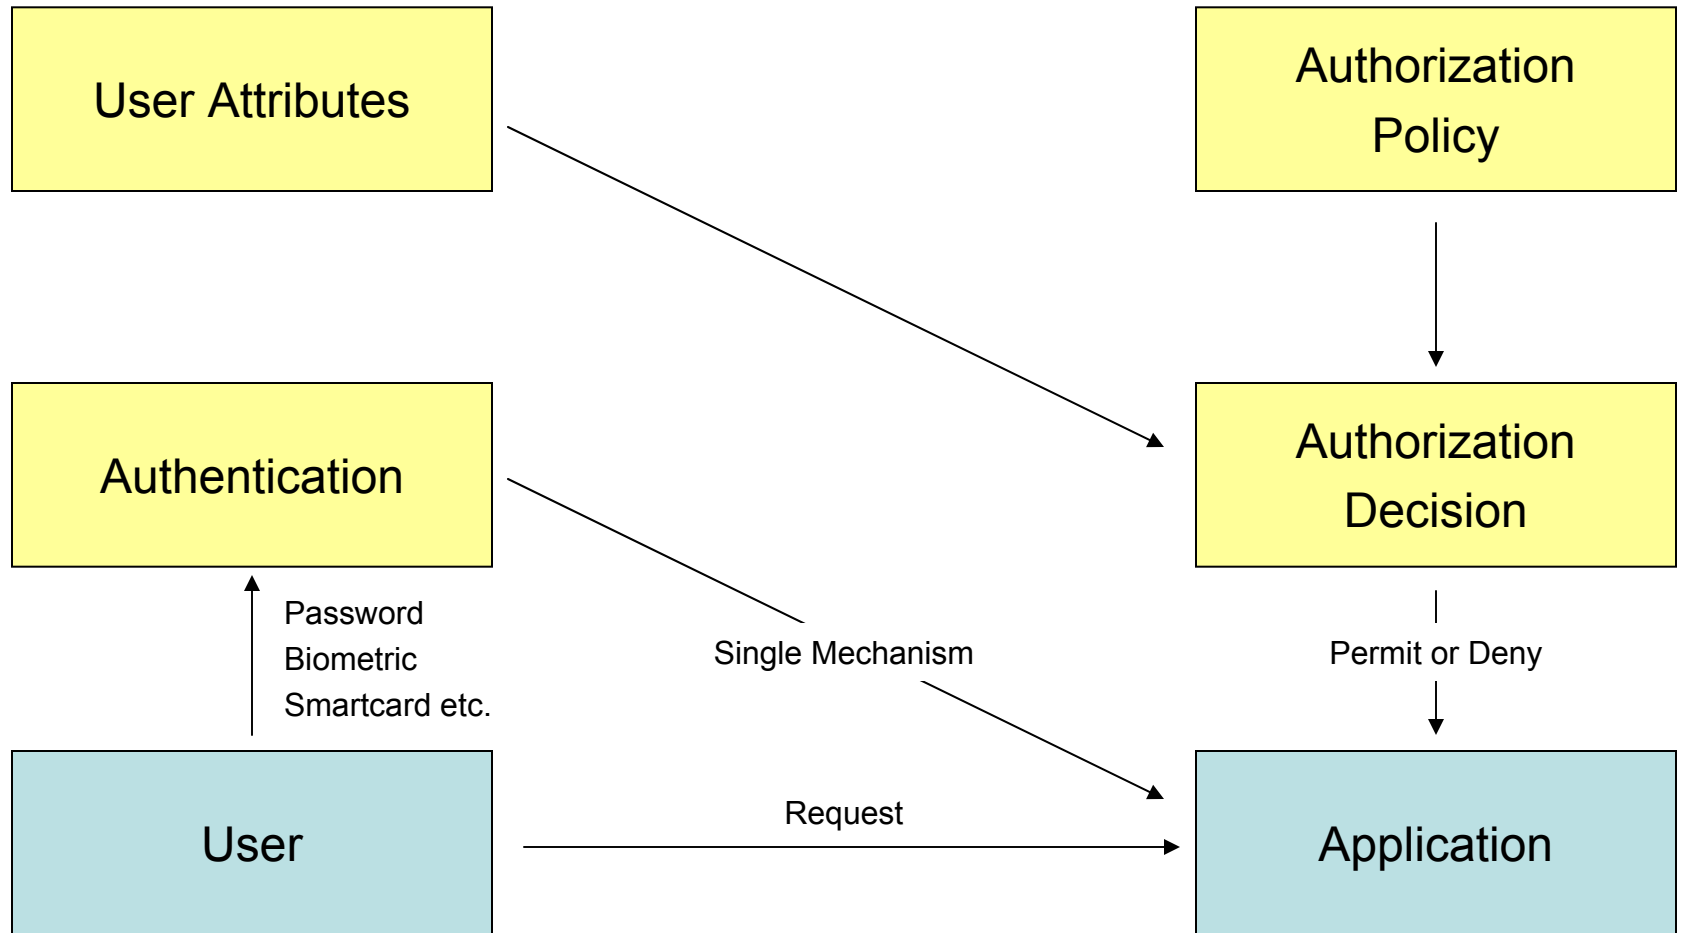 User Attributes
Authorization
Policy
Authentication
Authorization
Decision
Password
Biometric
Smartcard etc.
Single Mechanism
Permit or Deny
User
Request
Application